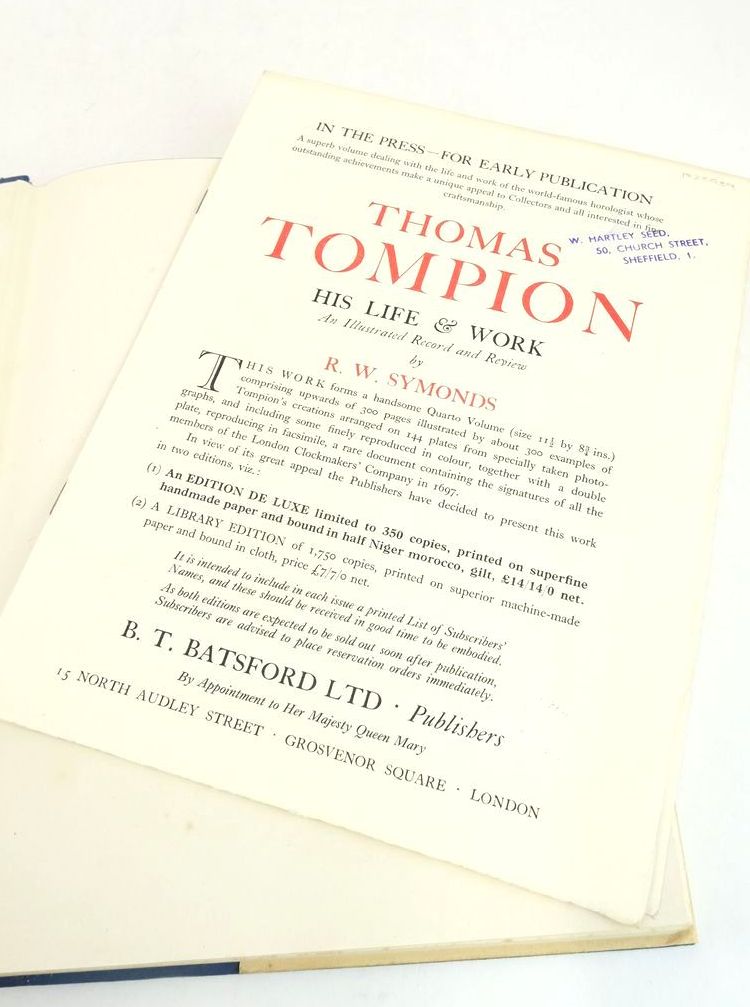 IN THE PRESS—FOR EARLY PUBLICATION
A superb volume dealing with the life and work of the world-famous horologist whose
outstanding achievements make a unique appeal to Collectors and all interested in fine
craftsmanship.
W. HARTLEY SEED,
50, CHURCH STREET,
SHEFFIELD, 1.
THOMAS
TOMPION
HIS LIFE & WORK
An Illustrated Record and Review
by
R. W. SYMONDS
THIS WORK forms a handsome Quarto Volume (size 11½ by 8¾ ins.)
comprising upwards of 300 pages illustrated by about 300 examples of
Tompion's creations arranged on 144 plates from specially taken photo-
graphs, and including some finely reproduced in colour, together with a double
plate, reproducing in facsimile, a rare document containing the signatures of all the
members of the London Clockmakers' Company in 1697.
In view of its great appeal the Publishers have decided to present this work
in two editions, viz.:
(1) An EDITION DE LUXE limited to 350 copies, printed on superfine
handmade paper and bound in half Niger morocco, gilt, £14/14/0 net.
(2) A LIBRARY EDITION of 1,750 copies, printed on superior machine-made
paper and bound in cloth, price £7/7/0 net.
It is intended to include in each issue a printed List of Subscribers'
Names, and these should be received in good time to be embodied.
As both editions are expected to be sold out soon after publication,
Subscribers are advised to place reservation orders immediately.
B. T. BATSFORD LTD · Publishers
By Appointment to Her Majesty Queen Mary
15 NORTH AUDLEY STREET · GROSVENOR SQUARE · LONDON